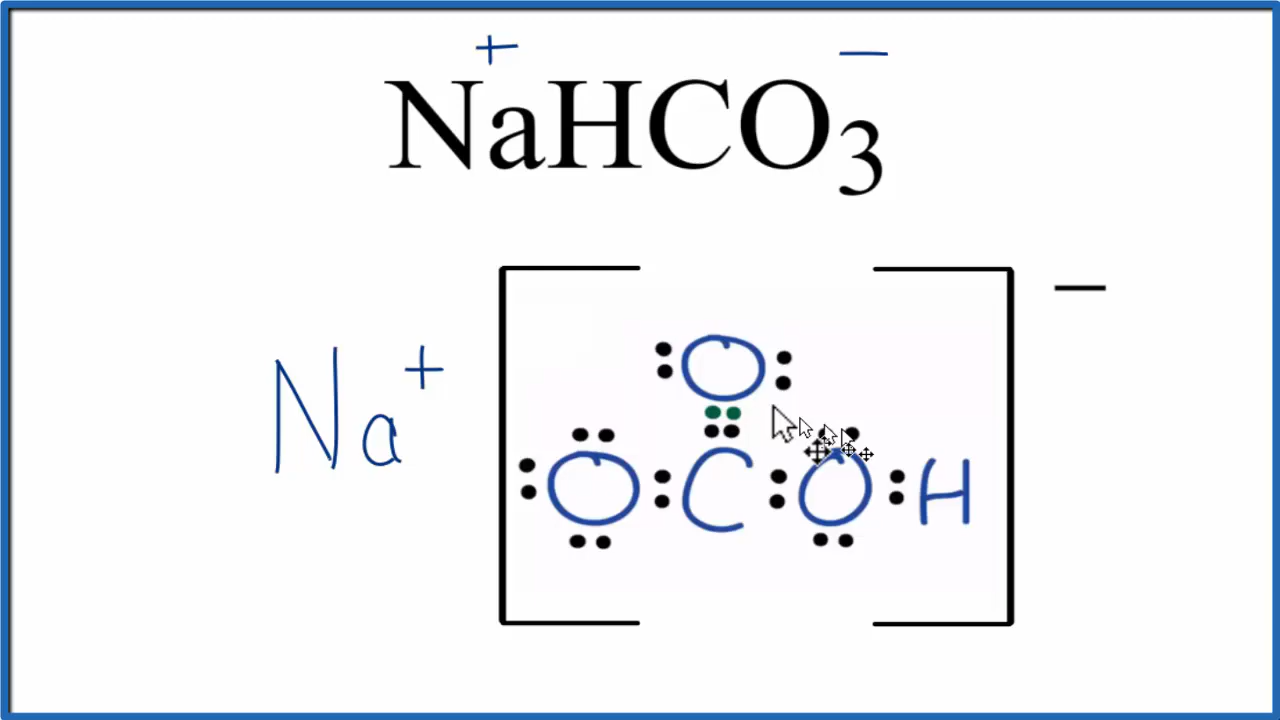 + −
NaHCO₃
−
Na⁺
O
O C O H